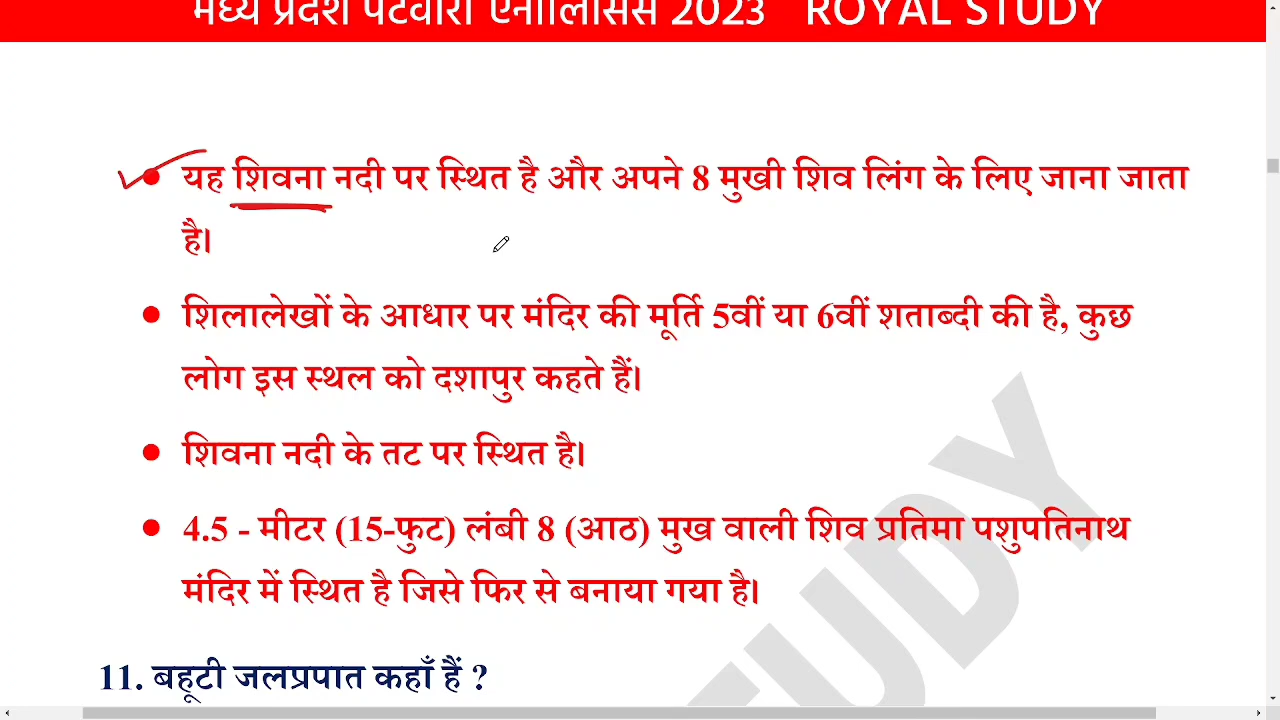 मध्य प्रदेश पटवारी एनालिसिस 2023 ROYAL STUDY
यह शिवना नदी पर स्थित है और अपने 8 मुखी शिव लिंग के लिए जाना जाता
है।
शिलालेखों के आधार पर मंदिर की मूर्ति 5वीं या 6वीं शताब्दी की है, कुछ
लोग इस स्थल को दशापुर कहते हैं।
शिवना नदी के तट पर स्थित है।
4.5 - मीटर (15-फुट) लंबी 8 (आठ) मुख वाली शिव प्रतिमा पशुपतिनाथ
मंदिर में स्थित है जिसे फिर से बनाया गया है।
11. बहूटी जलप्रपात कहाँ हैं ?
STUDY